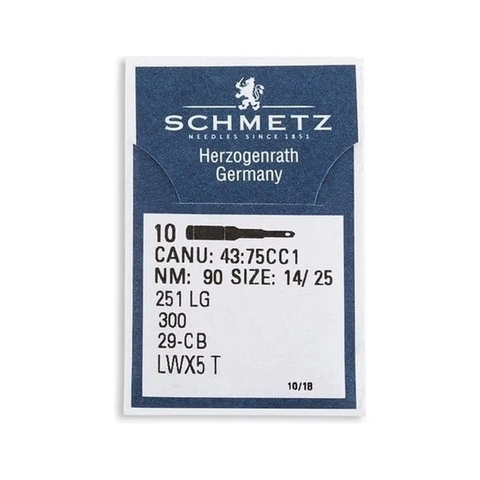 SCHMETZ
NEEDLES SINCE 1851
Herzogenrath
Germany
10
CANU: 43:75CC1
NM: 90 SIZE: 14/ 25
251 LG
300
29-CB
LWX5 T
10/18